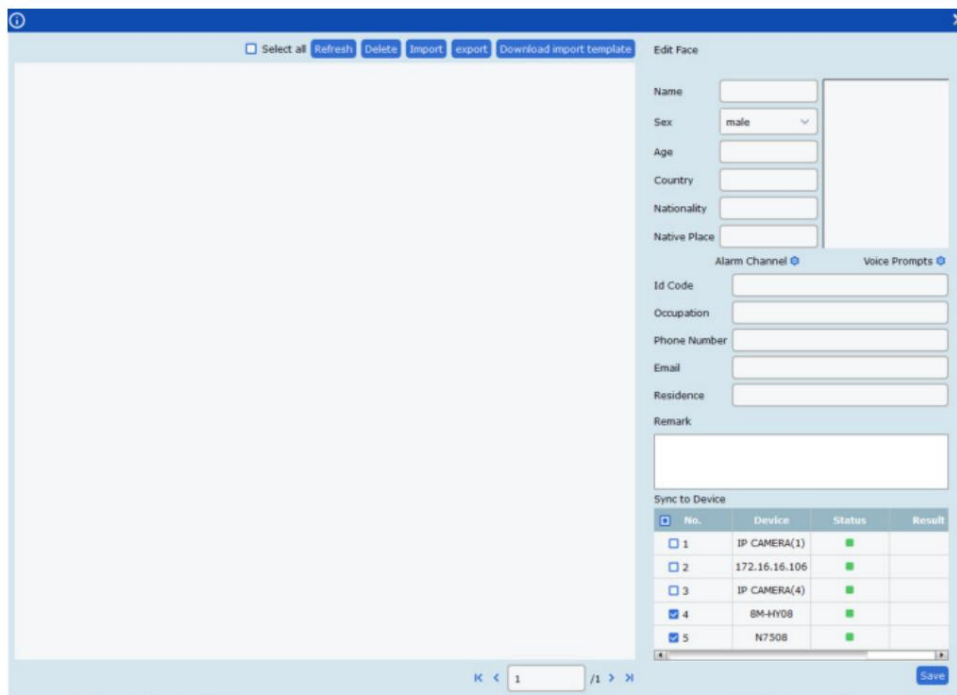 Select all Refresh Delete Import export Download import template
Edit Face
Name
Sex male
Age
Country
Nationality
Native Place
Alarm Channel Voice Prompts
Id Code
Occupation
Phone Number
Email
Residence
Remark
Sync to Device
No. Device Status Result
1 IP CAMERA(1)
2 172.16.16.106
3 IP CAMERA(4)
4 8M-HY08
5 N7508
1 /1
Save